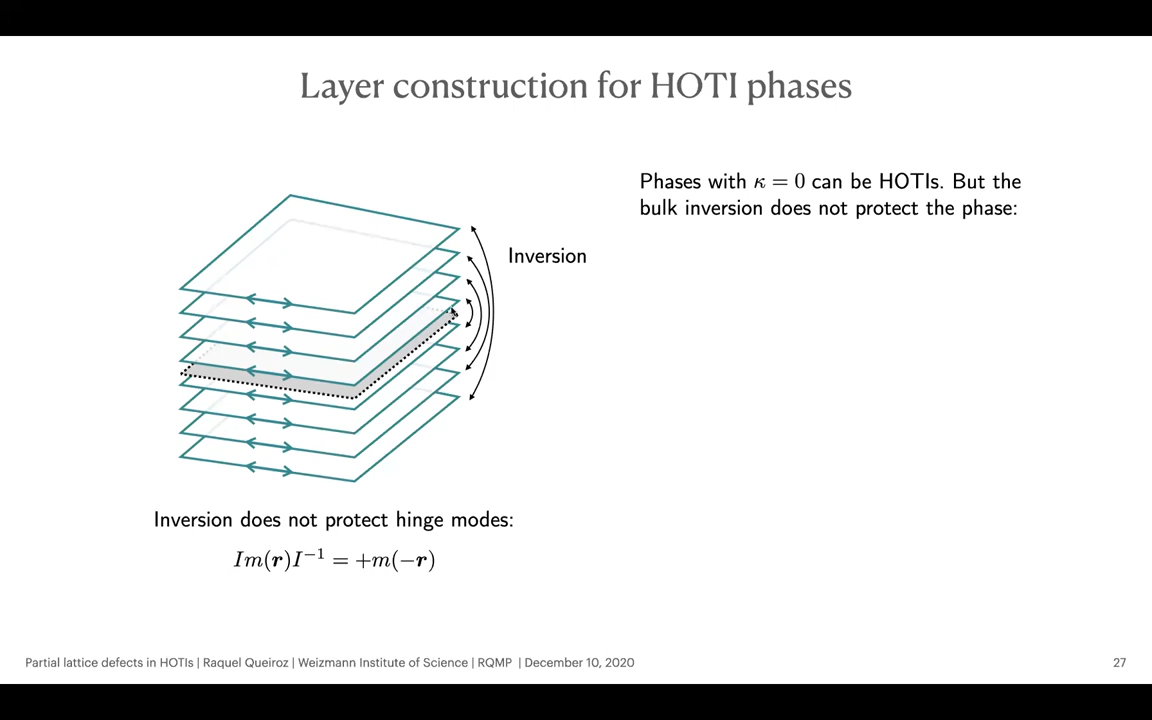 Layer construction for HOTI phases
Phases with κ = 0 can be HOTIs. But the
bulk inversion does not protect the phase:
Inversion
Inversion does not protect hinge modes:
Im(r)I⁻¹ = +m(−r)
Partial lattice defects in HOTIs | Raquel Queiroz | Weizmann Institute of Science | RQMP | December 10, 2020
27